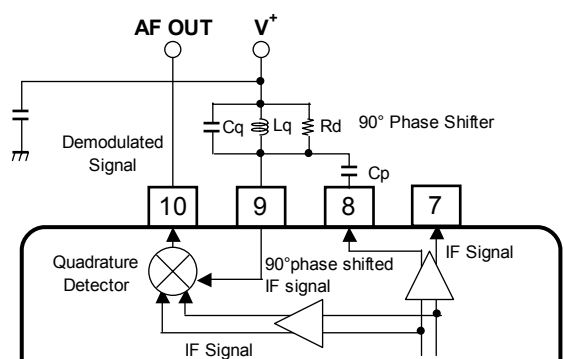 AF OUT
V+
Cq
Lq
Rd
90° Phase Shifter
Demodulated
Signal
Cp
10
9
8
7
Quadrature
Detector
90°phase shifted
IF signal
IF Signal
IF Signal